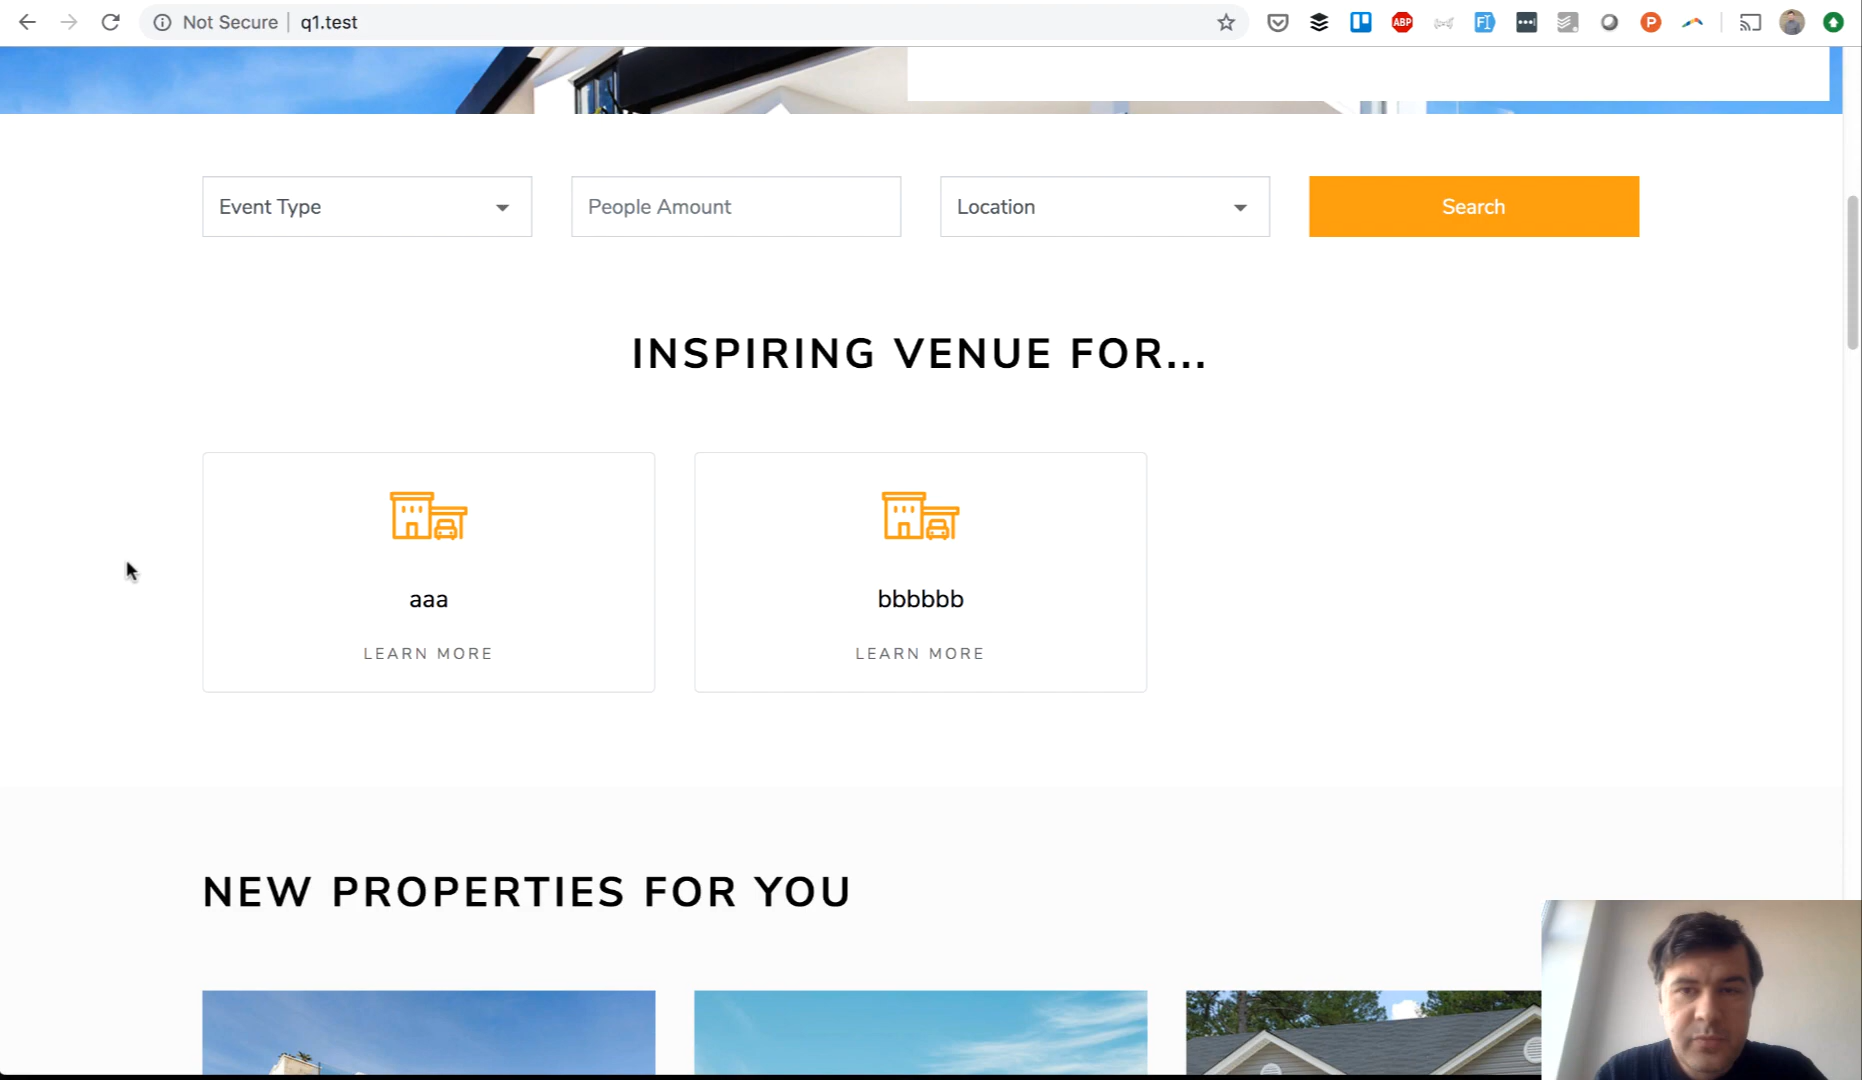 Not Secure | q1.test
ABP
P
Event Type
People Amount
Location
Search
INSPIRING VENUE FOR...
aaa
bbbbbb
LEARN MORE
LEARN MORE
NEW PROPERTIES FOR YOU